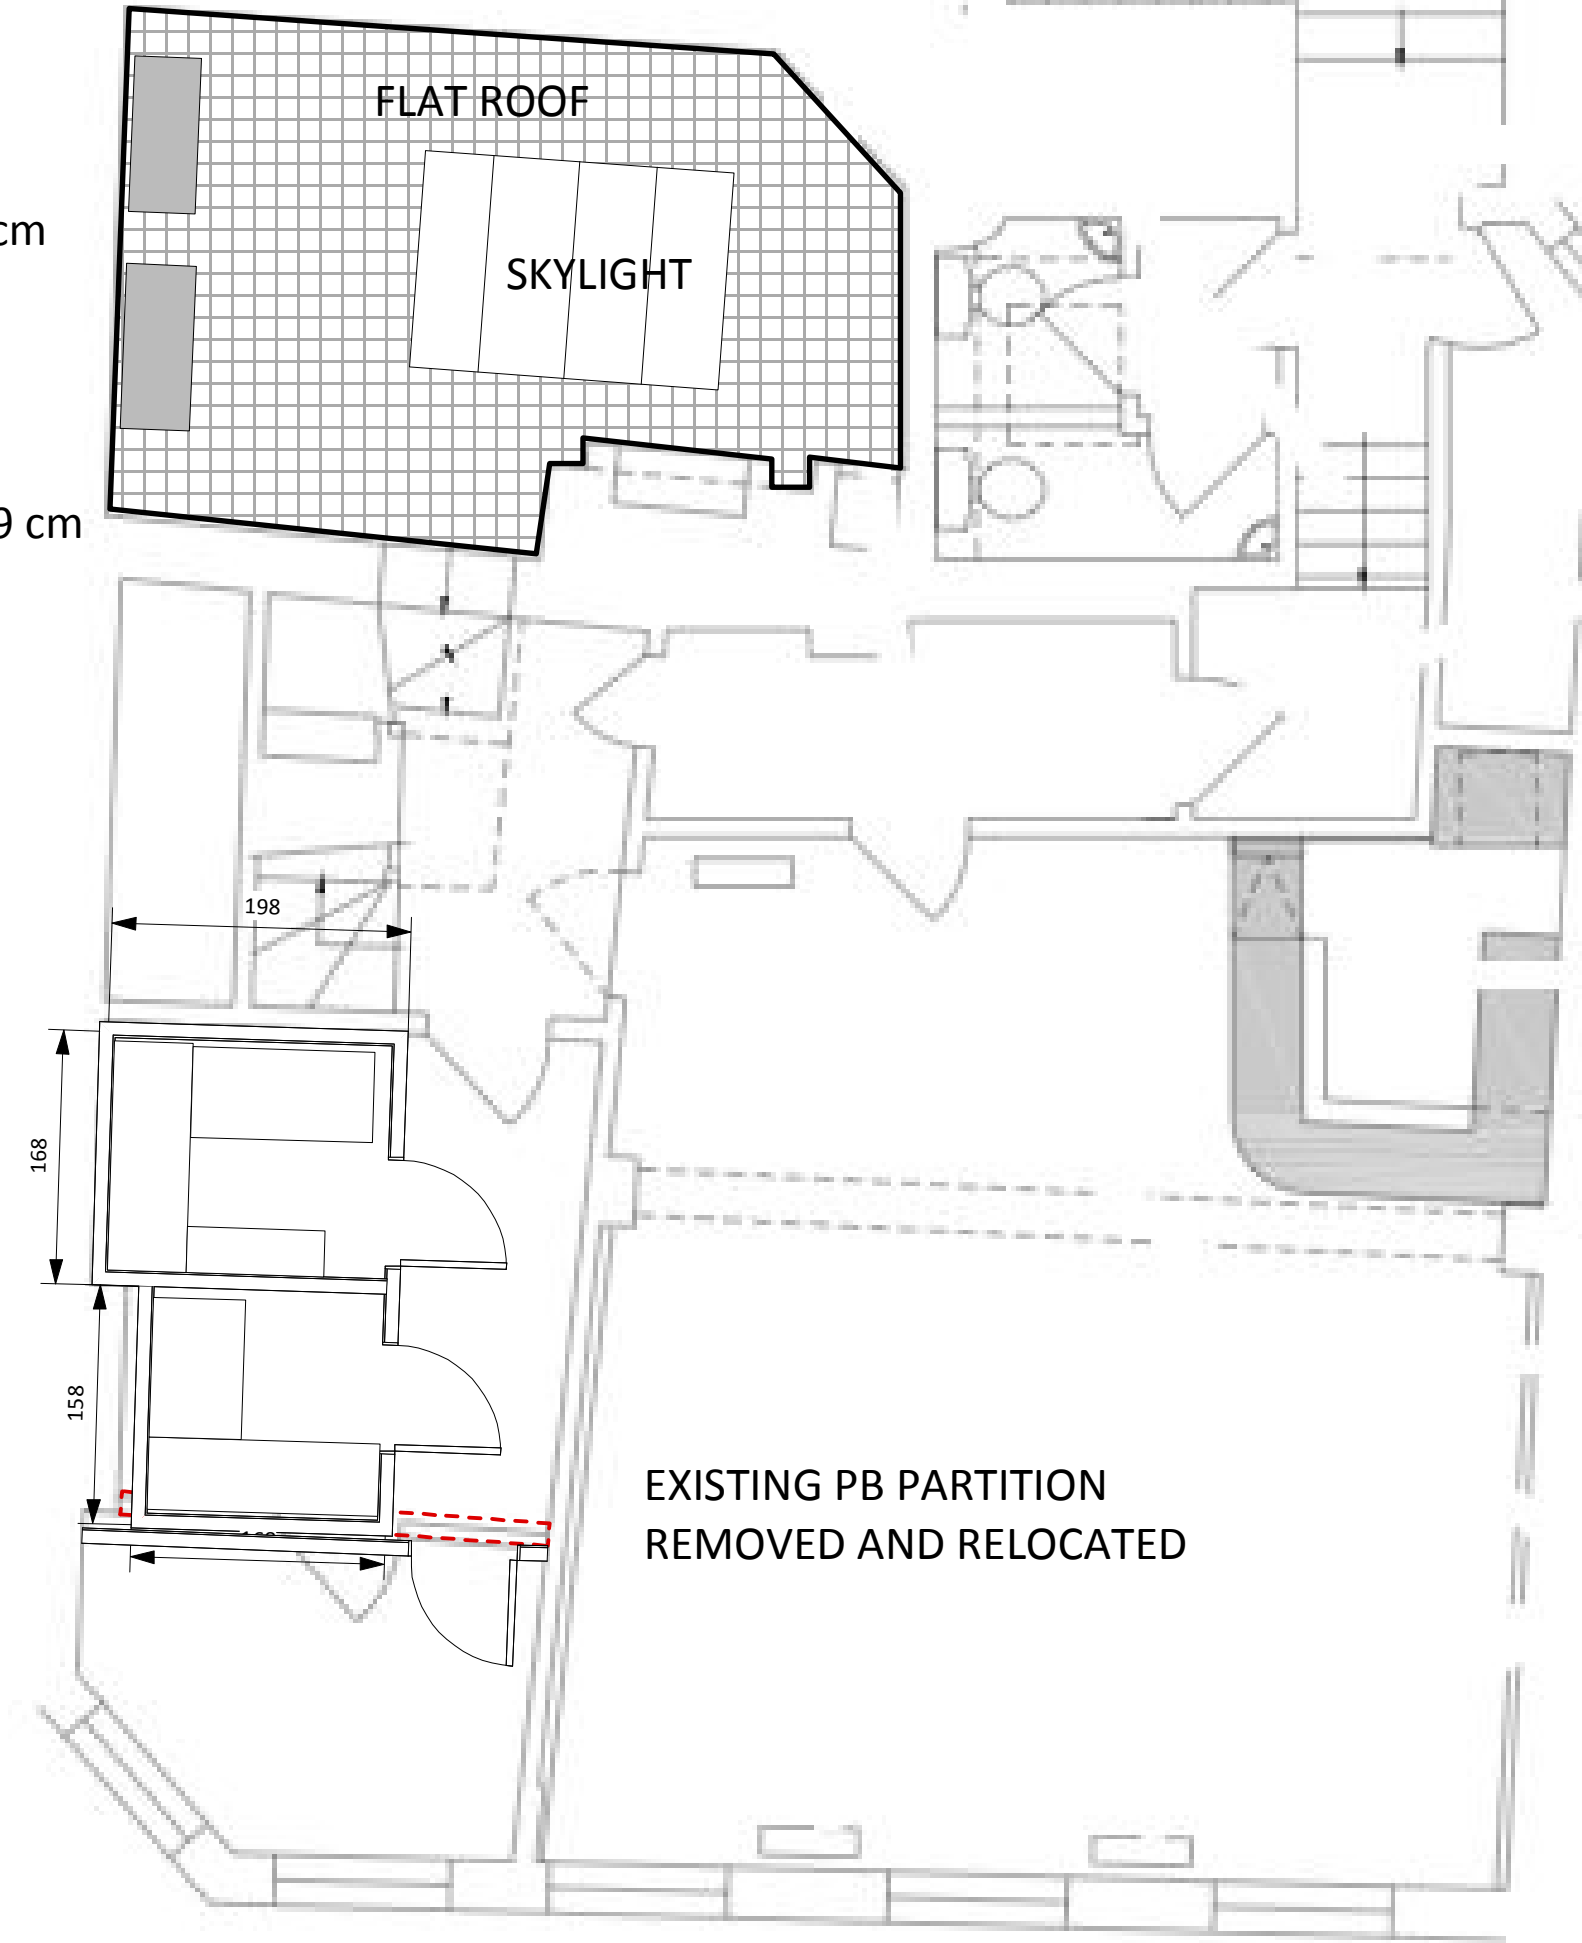 FLAT ROOF
cm
SKYLIGHT
9 cm
198
168
158
EXISTING PB PARTITION
REMOVED AND RELOCATED